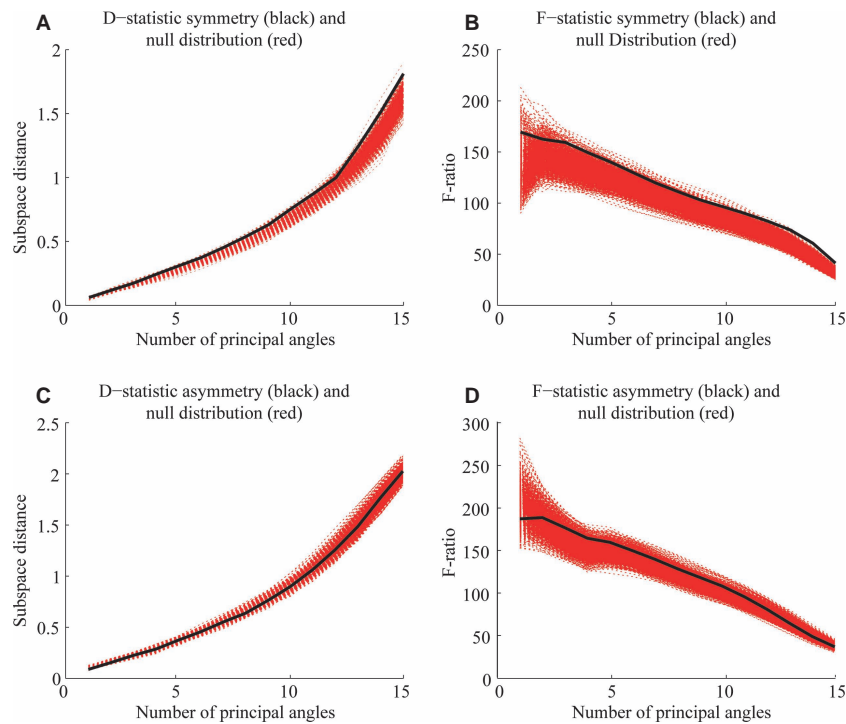 A
D−statistic symmetry (black) and
null distribution (red)
2
1.5
1
0.5
0
Subspace distance
0
5
10
15
Number of principal angles
B
F−statistic symmetry (black) and
null Distribution (red)
250
200
150
100
50
0
F-ratio
0
5
10
15
Number of principal angles
C
D−statistic asymmetry (black) and
null distribution (red)
2.5
2
1.5
1
0.5
0
Subspace distance
0
5
10
15
Number of principal angles
D
F−statistic asymmetry (black) and
null distribution (red)
300
250
200
150
100
50
0
F-ratio
0
5
10
15
Number of principal angles